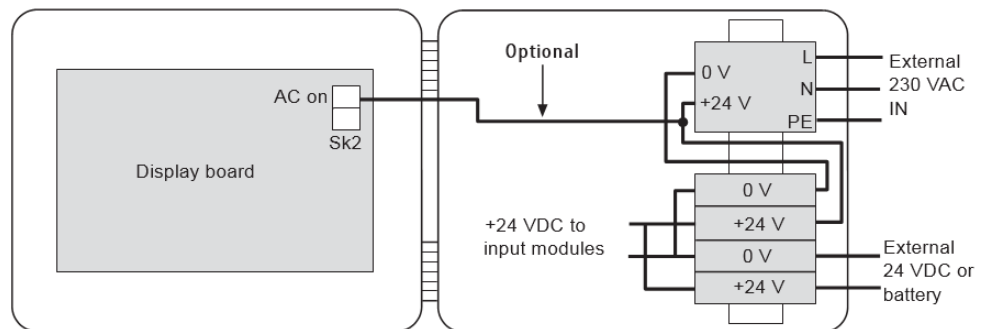 Optional
L
0 V
External
N
230 VAC
AC on
+24 V
IN
PE
Sk2
Display board
0 V
+24 VDC to
+24 V
input modules
0 V
External
24 VDC or
+24 V
battery